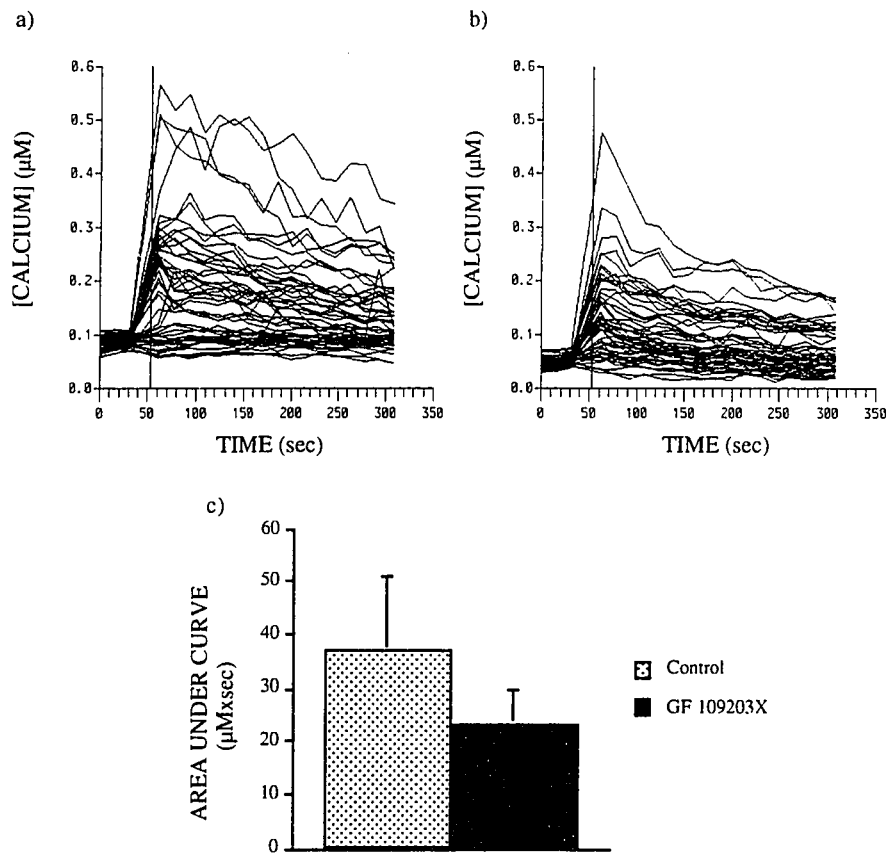 a)
b)
0.6
0.5
0.4
0.3
0.2
0.1
0.0
[CALCIUM] (µM)
0 50 100 150 200 250 300 350
TIME (sec)
0.6
0.5
0.4
0.3
0.2
0.1
0.0
[CALCIUM] (µM)
0 50 100 150 200 250 300 350
TIME (sec)
c)
60
50
40
30
20
10
0
AREA UNDER CURVE
(µMxsec)
Control
GF 109203X